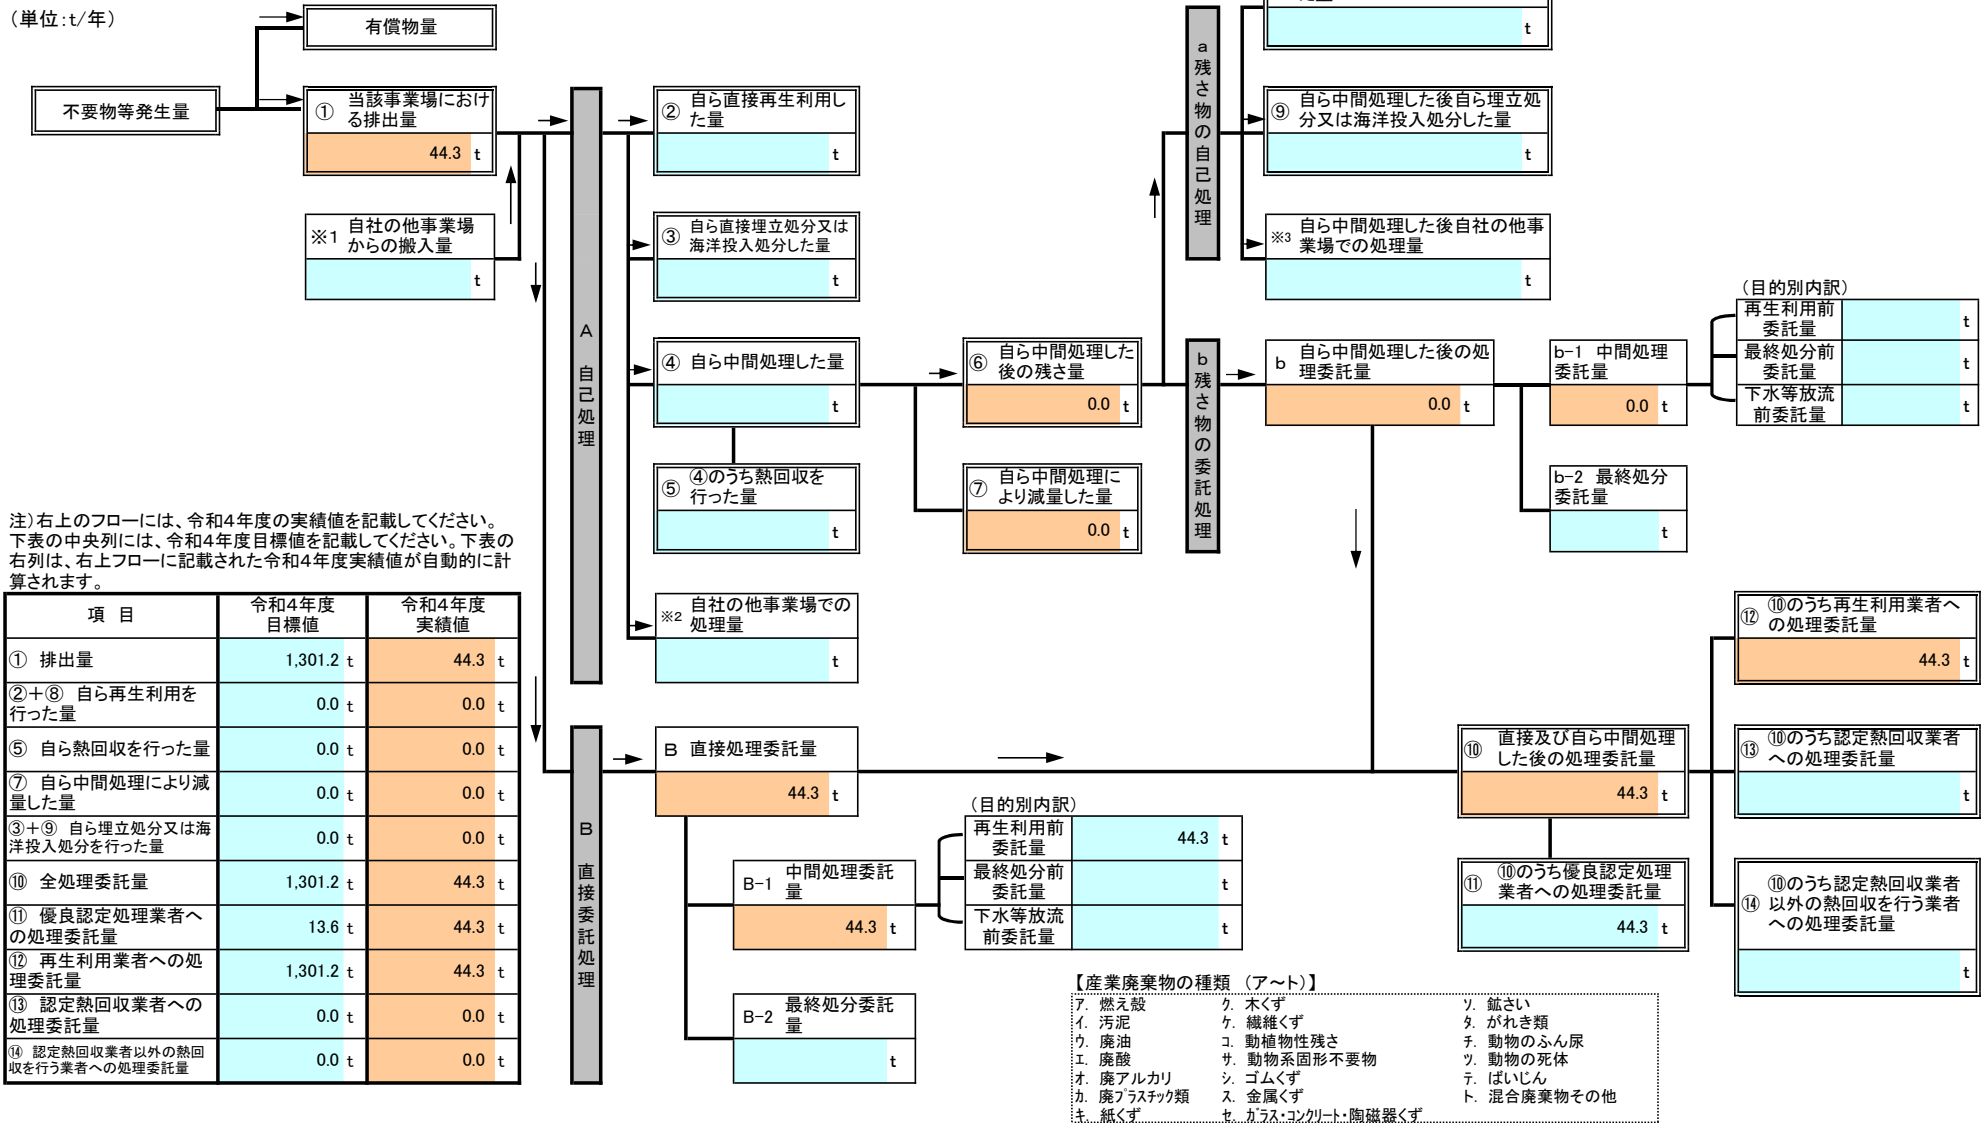 （単位：t/年）
有償物量
不要物等発生量
① 当該事業場におけ
る排出量
44.3 t
※1 自社の他事業場
からの搬入量
t
A 自己処理
② 自ら直接再生利用し
た量
t
③ 自ら直接埋立処分又は
海洋投入処分した量
t
④ 自ら中間処理した量
t
⑤ ④のうち熱回収を
行った量
t
※2 自社の他事業場での
処理量
t
⑥ 自ら中間処理した
後の残さ量
0.0 t
⑦ 自ら中間処理に
より減量した量
0.0 t
a 残さ物の自己処理
t
⑨ 自ら中間処理した後自ら埋立処
分又は海洋投入処分した量
t
※3 自ら中間処理した後自社の他事
業場での処理量
t
b 残さ物の委託処理
b 自ら中間処理した後の処
理委託量
0.0 t
b-1 中間処理
委託量
0.0 t
b-2 最終処分
委託量
t
（目的別内訳）
再生利用前
委託量
t
最終処分前
委託量
t
下水等放流
前委託量
t
注）右上のフローには、令和4年度の実績値を記載してください。
下表の中央列には、令和4年度目標値を記載してください。下表の
右列は、右上フローに記載された令和4年度実績値が自動的に計
算されます。
項 目 令和4年度 令和4年度
目標値 実績値
① 排出量 1,301.2 t 44.3 t
②＋⑧ 自ら再生利用を
行った量 0.0 t 0.0 t
⑤ 自ら熱回収を行った量 0.0 t 0.0 t
⑦ 自ら中間処理により減
量した量 0.0 t 0.0 t
③＋⑨ 自ら埋立処分又は海
洋投入処分を行った量 0.0 t 0.0 t
⑩ 全処理委託量 1,301.2 t 44.3 t
⑪ 優良認定処理業者へ
の処理委託量 13.6 t 44.3 t
⑫ 再生利用業者への処
理委託量 1,301.2 t 44.3 t
⑬ 認定熱回収業者への
処理委託量 0.0 t 0.0 t
⑭ 認定熱回収業者以外の熱回
収を行う業者への処理委託量 0.0 t 0.0 t
B 直接委託処理
B 直接処理委託量
44.3 t
B-1 中間処理委託
量
44.3 t
B-2 最終処分委託
量
t
（目的別内訳）
再生利用前
委託量
44.3 t
最終処分前
委託量
t
下水等放流
前委託量
t
⑩ 直接及び自ら中間処理
した後の処理委託量
44.3 t
⑪ ⑩のうち優良認定処理
業者への処理委託量
44.3 t
⑫ ⑩のうち再生利用業者へ
の処理委託量
44.3 t
⑬ ⑩のうち認定熱回収業者
への処理委託量
t
⑭ ⑩のうち認定熱回収業者
以外の熱回収を行う業者
への処理委託量
t
【産業廃棄物の種類 （ア～ト）】
ア. 燃え殻 ク. 木くず ソ. 鉱さい
イ. 汚泥 ケ. 繊維くず タ. がれき類
ウ. 廃油 コ. 動植物性残さ チ. 動物のふん尿
エ. 廃酸 サ. 動物系固形不要物 ツ. 動物の死体
オ. 廃アルカリ シ. ゴムくず テ. ばいじん
カ. 廃プラスチック類 ス. 金属くず ト. 混合廃棄物その他
キ. 紙くず セ. ガラス・コンクリート・陶磁器くず